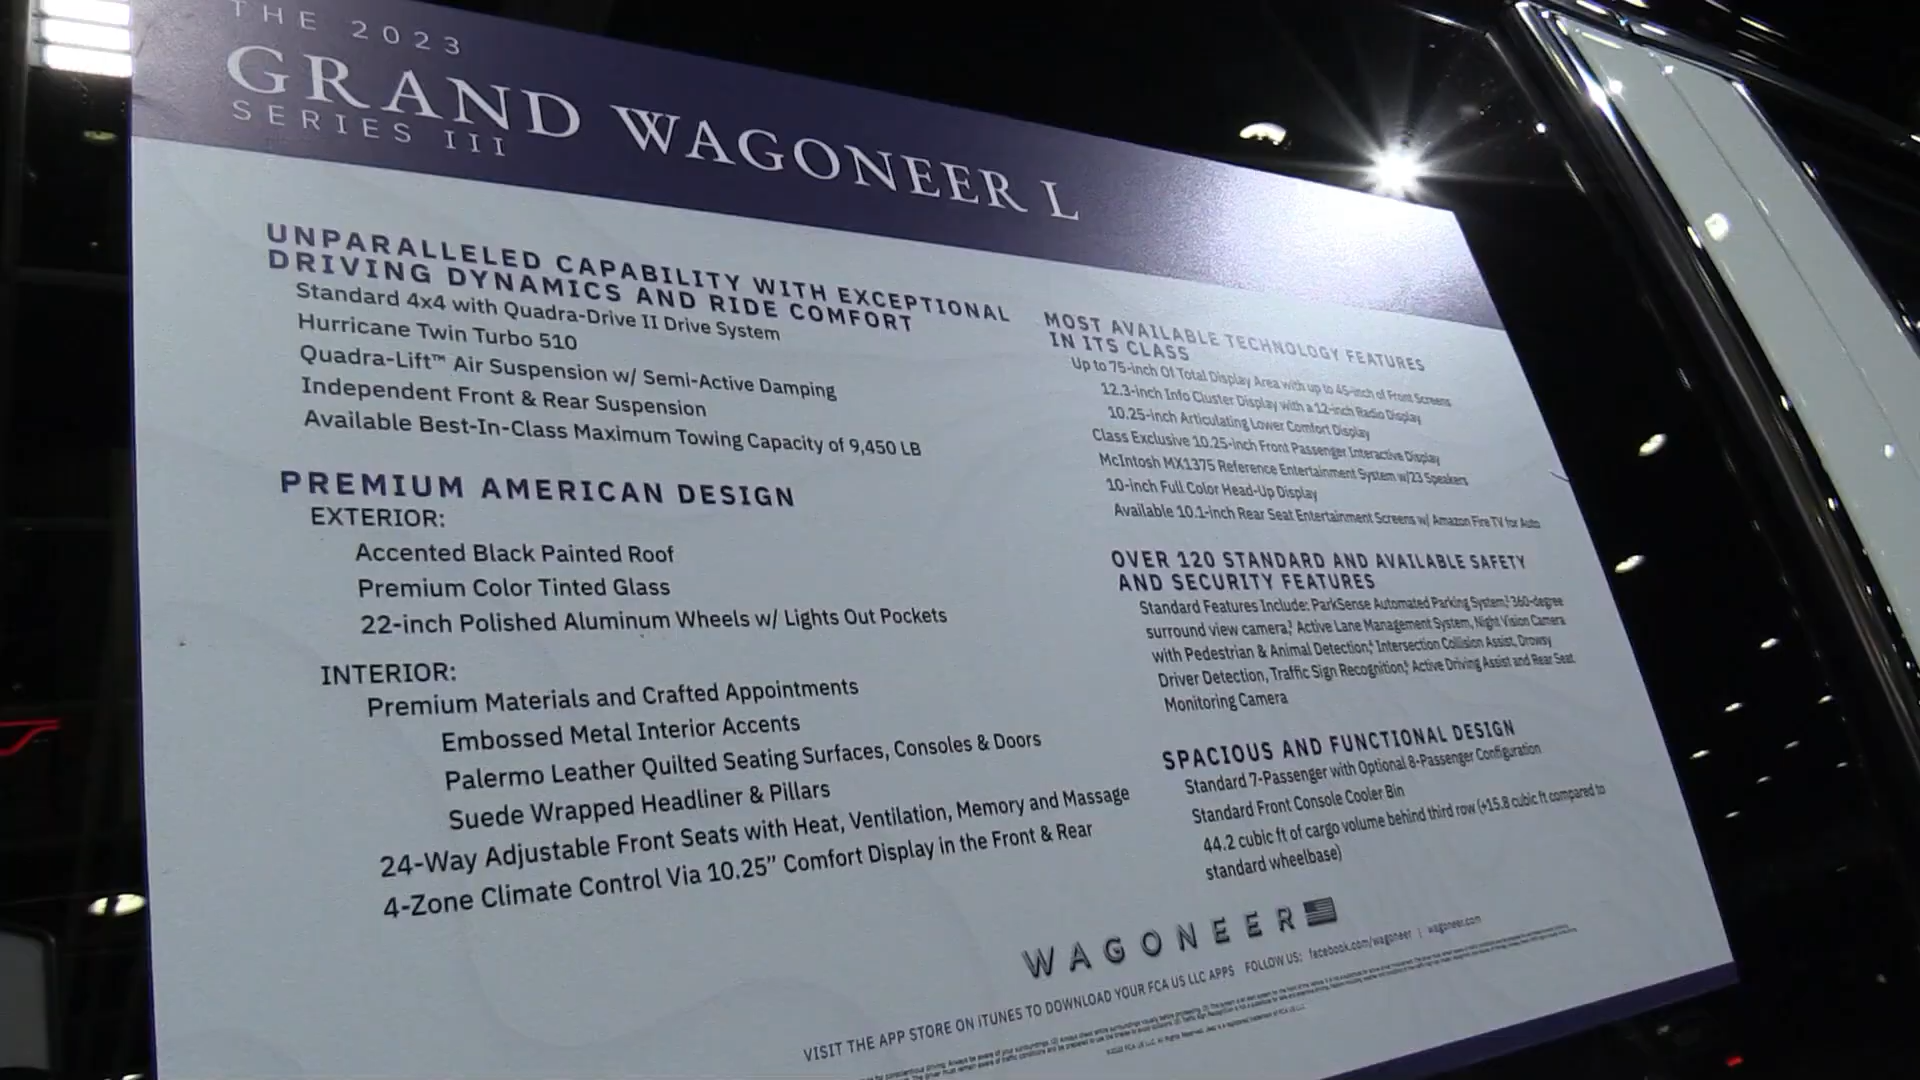 THE 2023
GRAND WAGONEER L
SERIES III
UNPARALLELED CAPABILITY WITH EXCEPTIONAL
DRIVING DYNAMICS AND RIDE COMFORT
Standard 4x4 with Quadra-Drive II Drive System
Hurricane Twin Turbo 510
Quadra-Lift™ Air Suspension w/ Semi-Active Damping
Independent Front & Rear Suspension
Available Best-In-Class Maximum Towing Capacity of 9,450 LB
PREMIUM AMERICAN DESIGN
EXTERIOR:
Accented Black Painted Roof
Premium Color Tinted Glass
22-inch Polished Aluminum Wheels w/ Lights Out Pockets
INTERIOR:
Premium Materials and Crafted Appointments
Embossed Metal Interior Accents
Palermo Leather Quilted Seating Surfaces, Consoles & Doors
Suede Wrapped Headliner & Pillars
24-Way Adjustable Front Seats with Heat, Ventilation, Memory and Massage
4-Zone Climate Control Via 10.25” Comfort Display in the Front & Rear
MOST AVAILABLE TECHNOLOGY FEATURES
IN ITS CLASS
Up to 75-inch Of Total Display Area with up to 45-inch of Front Screens
12.3-inch Info Cluster Display with a 12-inch Radio Display
10.25-inch Articulating Lower Comfort Display
Class Exclusive 10.25-inch Front Passenger Interactive Display
McIntosh MX1375 Reference Entertainment System w/23 Speakers
10-inch Full Color Head-Up Display
Available 10.1-inch Rear Seat Entertainment Screens w/ Amazon Fire TV for Auto
OVER 120 STANDARD AND AVAILABLE SAFETY
AND SECURITY FEATURES
Standard Features Include: ParkSense Automated Parking System, 360-degree
surround view camera, Active Lane Management System, Night Vision Camera
with Pedestrian & Animal Detection, Intersection Collision Assist, Drowsy
Driver Detection, Traffic Sign Recognition, Active Driving Assist and Rear Seat
Monitoring Camera
SPACIOUS AND FUNCTIONAL DESIGN
Standard 7-Passenger with Optional 8-Passenger Configuration
Standard Front Console Cooler Bin
44.2 cubic ft of cargo volume behind third row (+15.8 cubic ft compared to
standard wheelbase)
WAGONEER
VISIT THE APP STORE ON ITUNES TO DOWNLOAD YOUR FCA US LLC APPS FOLLOW US: facebook.com/wagoneer | wagoneer.com